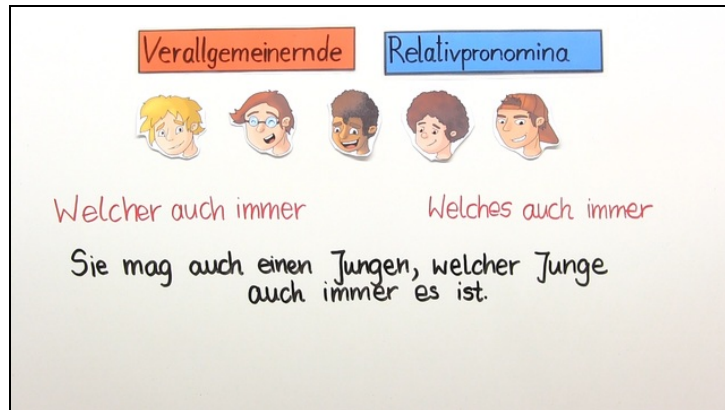 Verallgemeinernde Relativpronomina
Welcher auch immer Welches auch immer
Sie mag auch einen Jungen, welcher Junge
auch immer es ist.